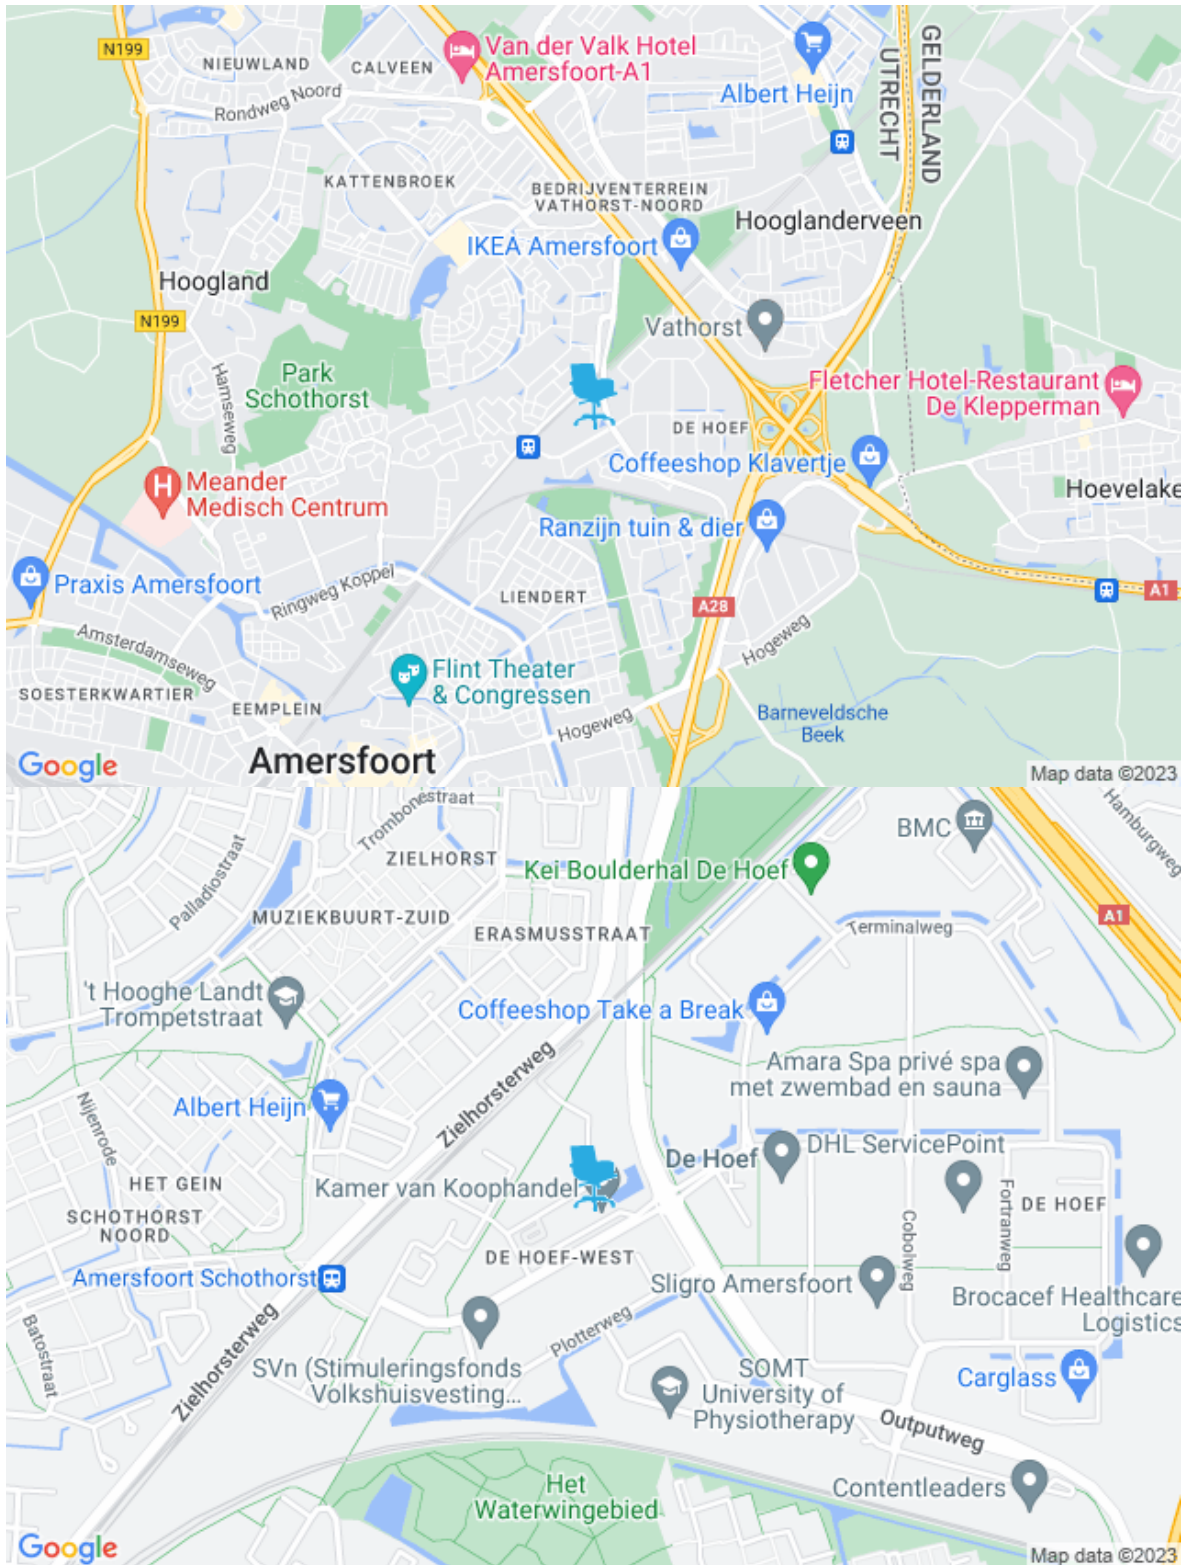 N199
NIEUWLAND
CALVEEN
Van der Valk Hotel
Amersfoort-A1
Rondweg Noord
Albert Heijn
UTRECHT
GELDERLAND
KATTENBROEK
BEDRIJVENTERREIN
VATHORST-NOORD
Hooglanderveen
IKEA Amersfoort
Hoogland
N199
Vathorst
Park
Schothorst
Hamseweg
Fletcher Hotel-Restaurant
De Klepperman
DE HOEF
Coffeeshop Klavertje
Meander
Medisch Centrum
Hoevelake
Ranzijn tuin & dier
Praxis Amersfoort
Ringweg Koppel
LIENDERT
A28
A1
Amsterdamseweg
Hogeweg
Flint Theater
& Congressen
SOESTERKWARTIER
EEMPLEIN
Hogeweg
Barneveldsche
Beek
Amersfoort
Google
Map data ©2023
Trombonestraat
Palladiostraat
ZIELHORST
Kei Boulderhal De Hoef
BMC
Hamburgweg
A1
MUZIEKBUURT-ZUID
ERASMUSSTRAAT
Terminalweg
't Hooghe Landt
Trompetstraat
Coffeeshop Take a Break
Amara Spa privé spa
met zwembad en sauna
Zielhorsterweg
Albert Heijn
Nijenrode
De Hoef
DHL ServicePoint
HET GEIN
Kamer van Koophandel
SCHOTHORST
NOORD
DE HOEF
Fortranweg
Cobolweg
DE HOEF-WEST
Amersfoort Schothorst
Sligro Amersfoort
Brocacef Healthcare
Logistics
Batostraat
Zielhorsterweg
Plotterweg
SVn (Stimuleringsfonds
Volkshuisvesting...
SOMT
University of
Physiotherapy
Carglass
Outputweg
Het
Waterwingebied
Contentleaders
Google
Map data ©2023